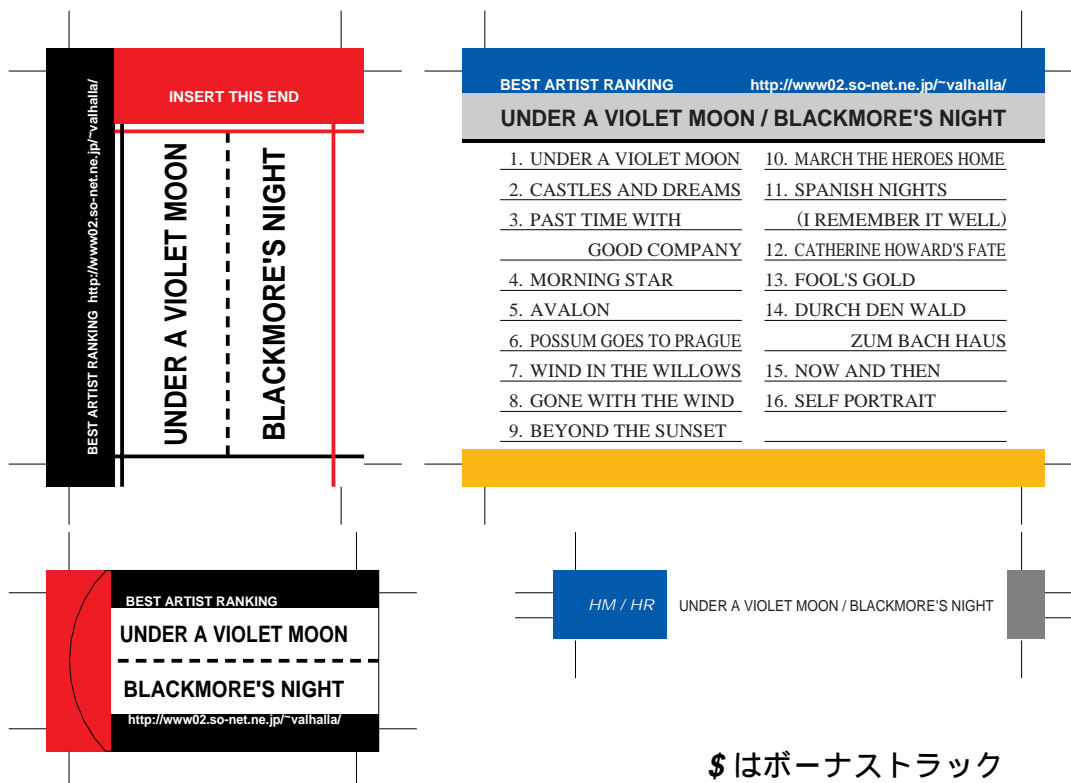 BEST ARTIST RANKING http://www02.so-net.ne.jp/~valhalla/
INSERT THIS END
UNDER A VIOLET MOON
BLACKMORE'S NIGHT
BEST ARTIST RANKING http://www02.so-net.ne.jp/~valhalla/
UNDER A VIOLET MOON / BLACKMORE'S NIGHT
1. UNDER A VIOLET MOON
2. CASTLES AND DREAMS
3. PAST TIME WITH
GOOD COMPANY
4. MORNING STAR
5. AVALON
6. POSSUM GOES TO PRAGUE
7. WIND IN THE WILLOWS
8. GONE WITH THE WIND
9. BEYOND THE SUNSET
10. MARCH THE HEROES HOME
11. SPANISH NIGHTS
(I REMEMBER IT WELL)
12. CATHERINE HOWARD'S FATE
13. FOOL'S GOLD
14. DURCH DEN WALD
ZUM BACH HAUS
15. NOW AND THEN
16. SELF PORTRAIT
BEST ARTIST RANKING
UNDER A VIOLET MOON
BLACKMORE'S NIGHT
http://www02.so-net.ne.jp/~valhalla/
HM / HR UNDER A VIOLET MOON / BLACKMORE'S NIGHT
$ はボーナストラック